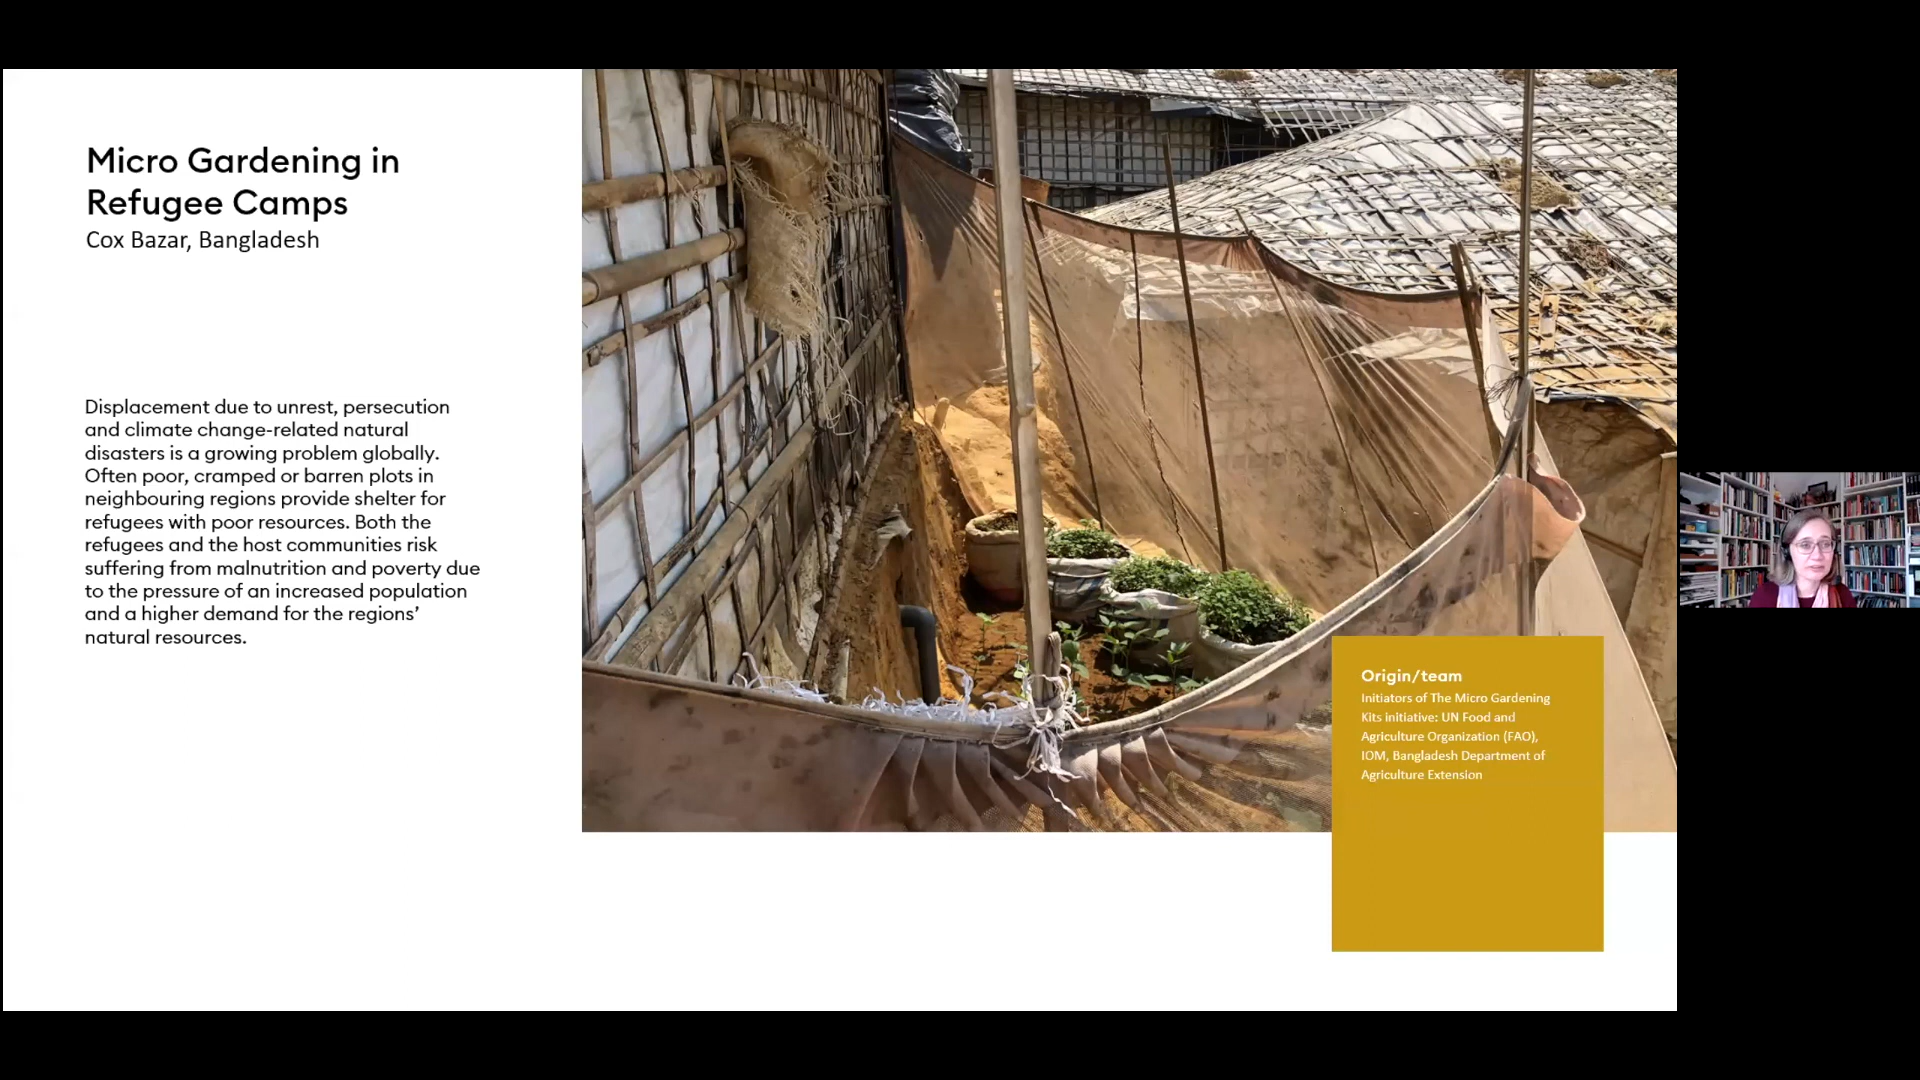 Micro Gardening in
Refugee Camps
Cox Bazar, Bangladesh
Displacement due to unrest, persecution
and climate change-related natural
disasters is a growing problem globally.
Often poor, cramped or barren plots in
neighbouring regions provide shelter for
refugees with poor resources. Both the
refugees and the host communities risk
suffering from malnutrition and poverty due
to the pressure of an increased population
and a higher demand for the regions’
natural resources.
Origin/team
Initiators of The Micro Gardening
Kits initiative: UN Food and
Agriculture Organization (FAO),
IOM, Bangladesh Department of
Agriculture Extension